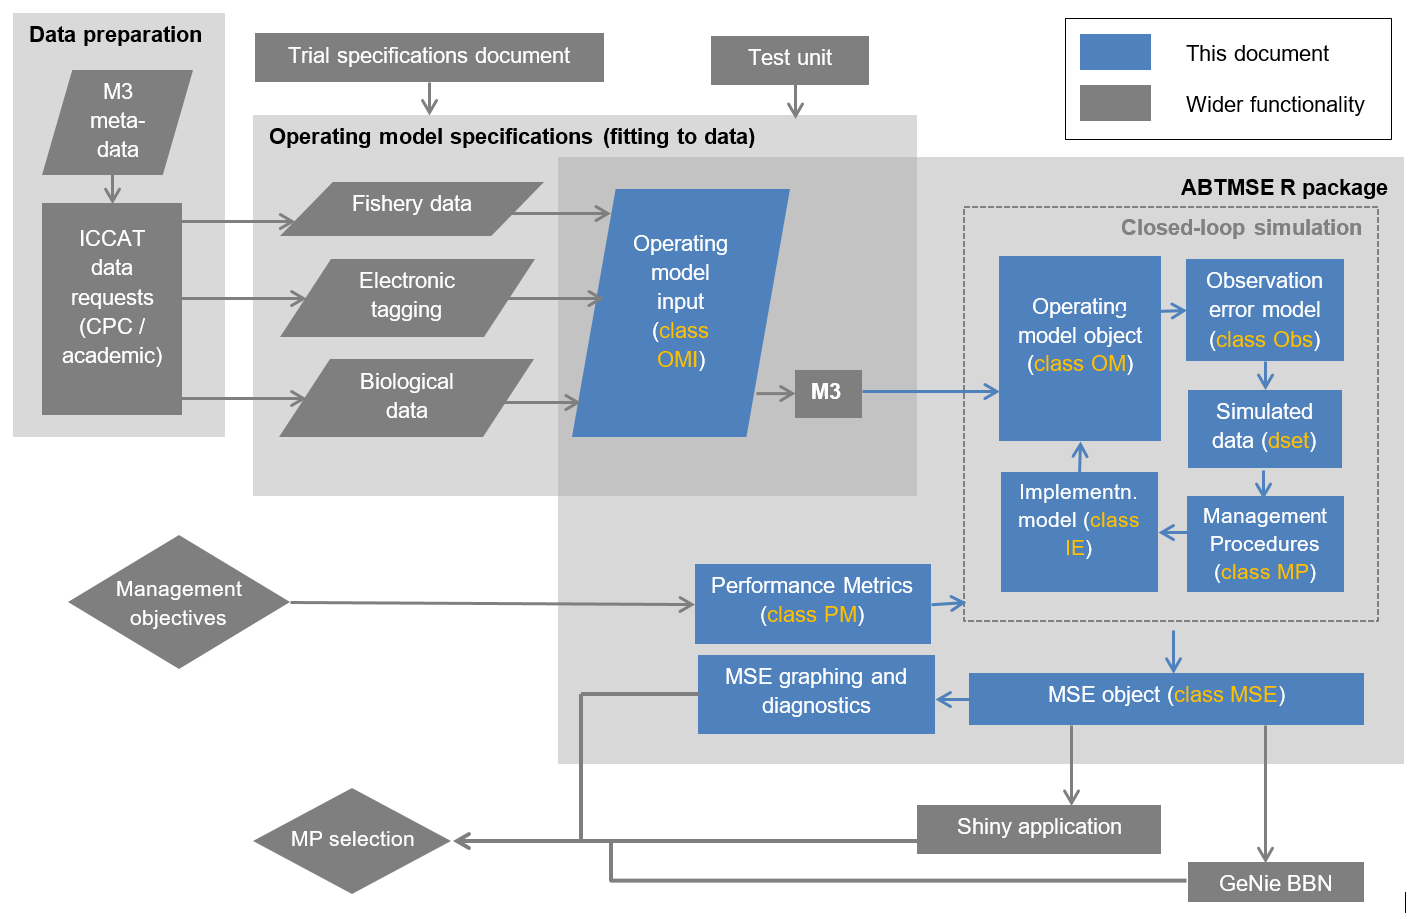 Data preparation
M3
meta-
data
ICCAT
data
requests
(CPC /
academic)
Trial specifications document
Test unit
This document
Wider functionality
Operating model specifications (fitting to data)
Fishery data
Electronic
tagging
Biological
data
Operating
model
input
(class
OMI)
M3
ABTMSE R package
Closed-loop simulation
Operating
model object
(class OM)
Observation
error model
(class Obs)
Simulated
data (dset)
Management
Procedures
(class MP)
Implementn.
model (class
IE)
Management
objectives
Performance Metrics
(class PM)
MSE graphing and
diagnostics
MSE object (class MSE)
MP selection
Shiny application
GeNie BBN